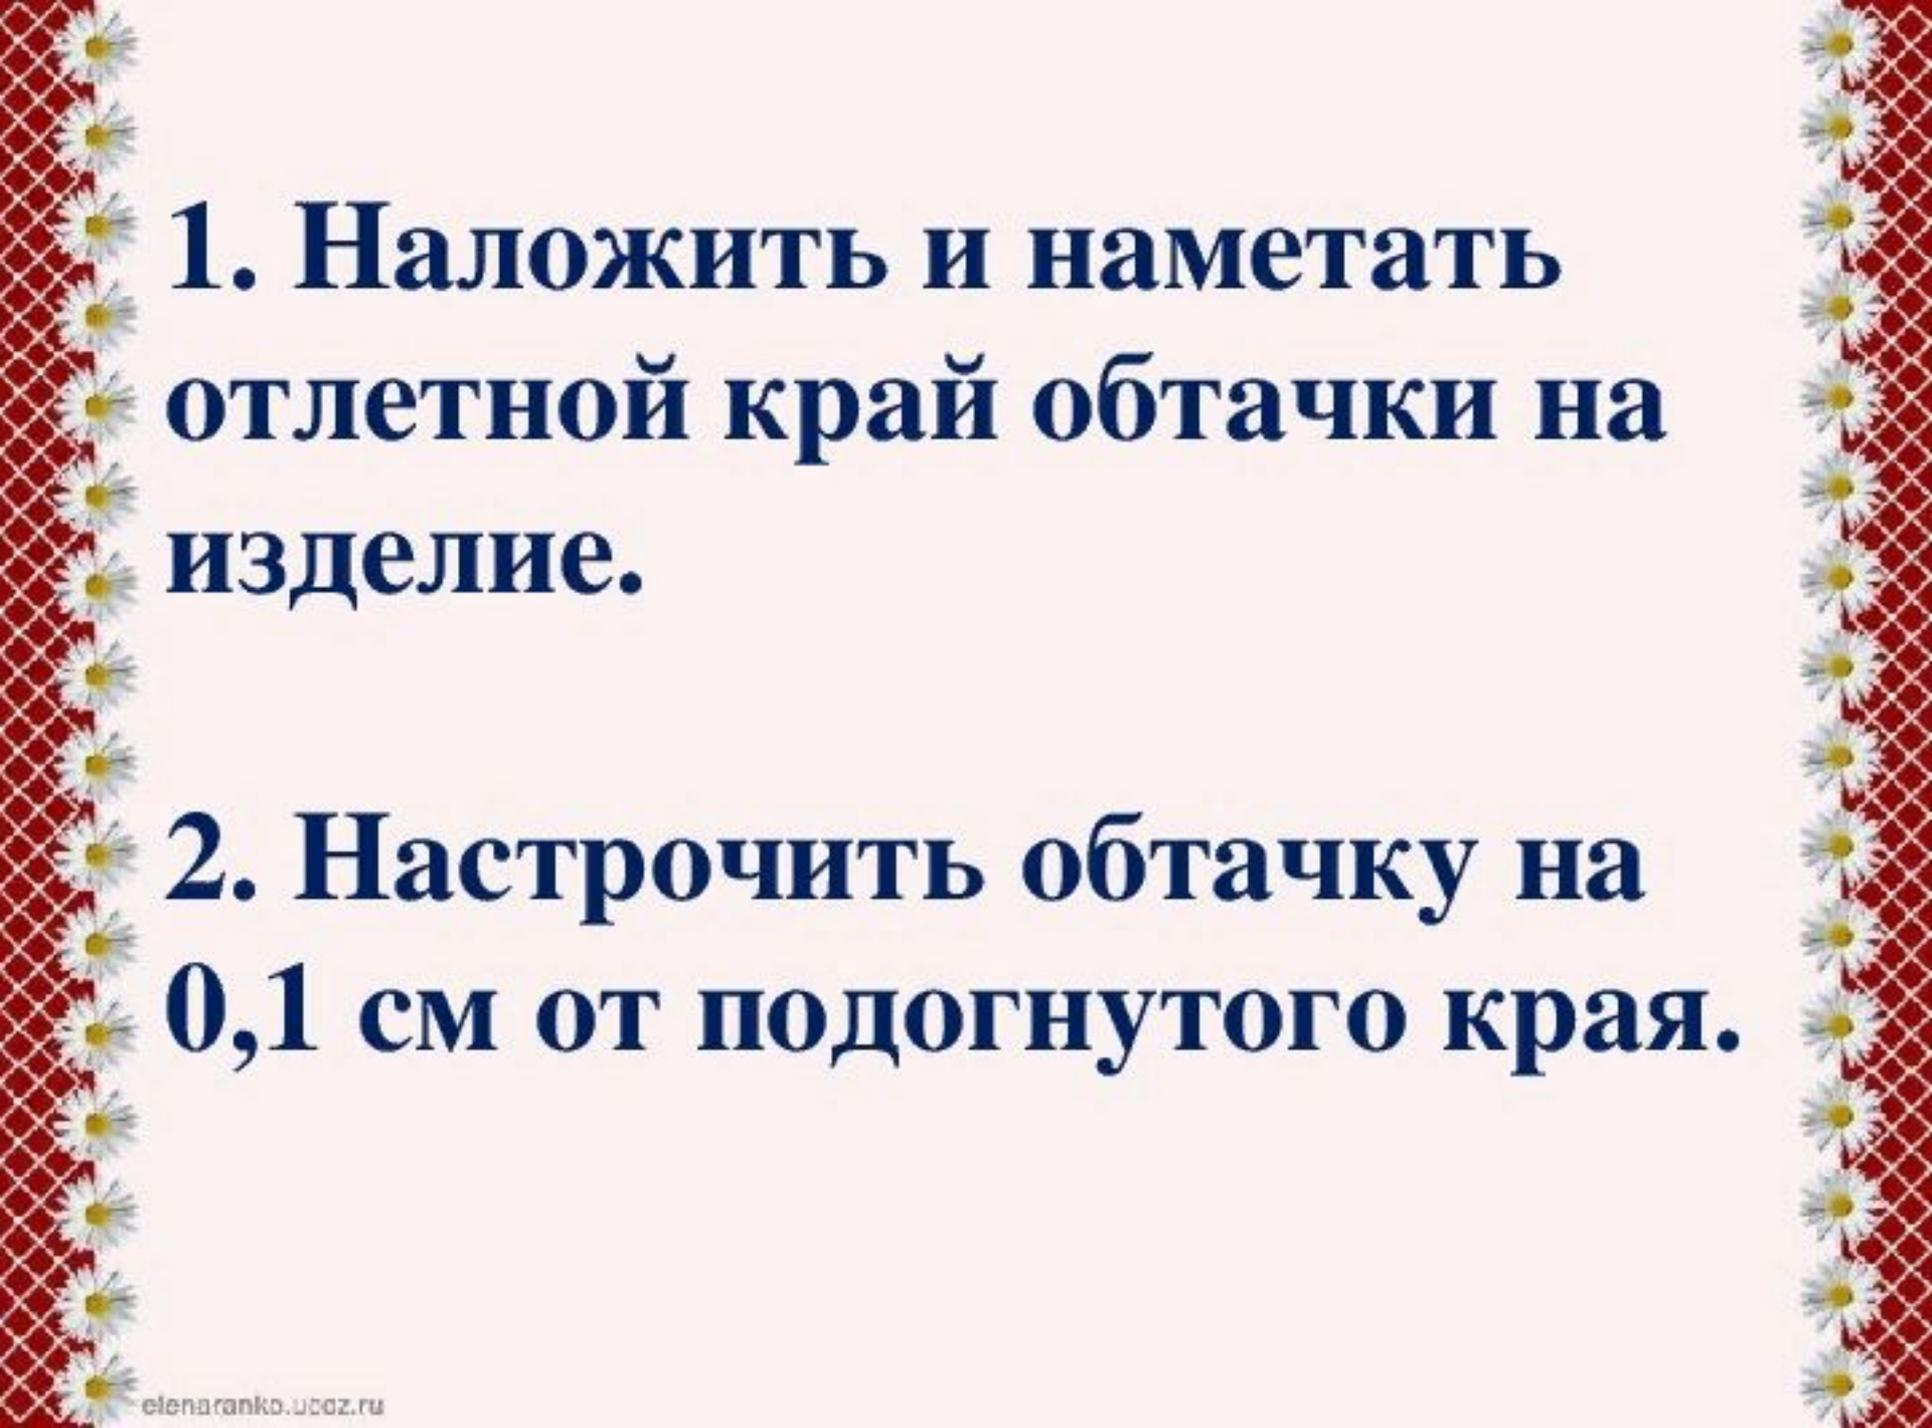 1. Наложить и наметать
отлетной край обтачки на
изделие.
2. Настрочить обтачку на
0,1 см от подогнутого края.
elenaranko.ucoz.ru